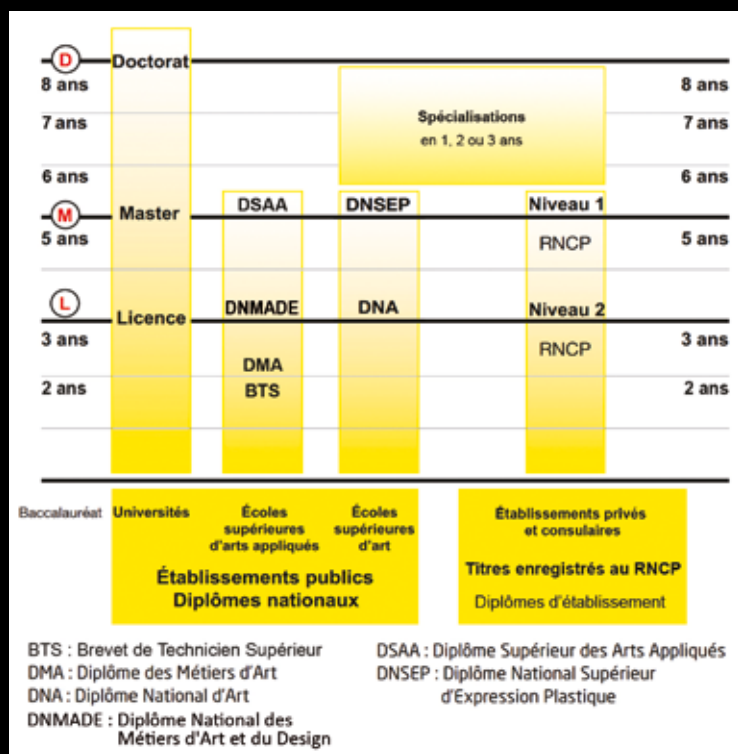 D Doctorat
8 ans 8 ans
Spécialisations
7 ans 7 ans
en 1, 2 ou 3 ans
6 ans 6 ans
DSAA DNSEP Niveau 1
M Master
5 ans RNCP 5 ans
L
Licence DNMADE DNA Niveau 2
3 ans RNCP 3 ans
DMA
2 ans BTS 2 ans
Baccalauréat Universités Écoles supérieures d'arts appliqués Écoles supérieures d'art Établissements privés et consulaires
Établissements publics
Diplômes nationaux
Titres enregistrés au RNCP
Diplômes d'établissement
BTS : Brevet de Technicien Supérieur
DMA : Diplôme des Métiers d'Art
DNA : Diplôme National d'Art
DNMADE : Diplôme National des
Métiers d'Art et du Design
DSAA : Diplôme Supérieur des Arts Appliqués
DNSEP : Diplôme National Supérieur
d'Expression Plastique